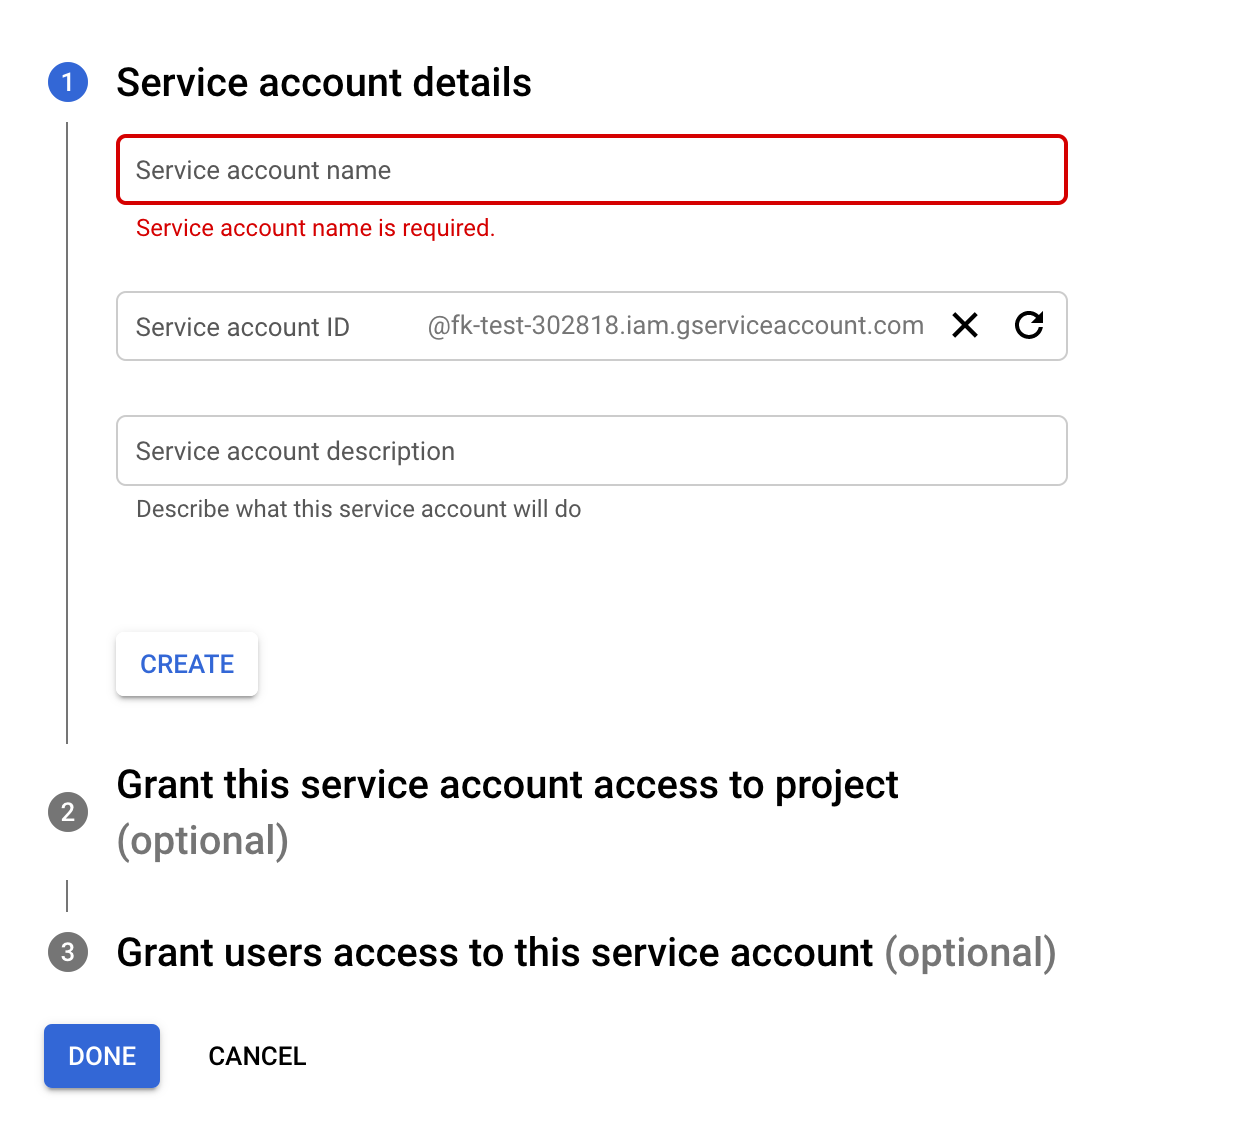 1 Service account details
Service account name
Service account name is required.
Service account ID @fk-test-302818.iam.gserviceaccount.com
Service account description
Describe what this service account will do
CREATE
2 Grant this service account access to project
(optional)
3 Grant users access to this service account (optional)
DONE CANCEL